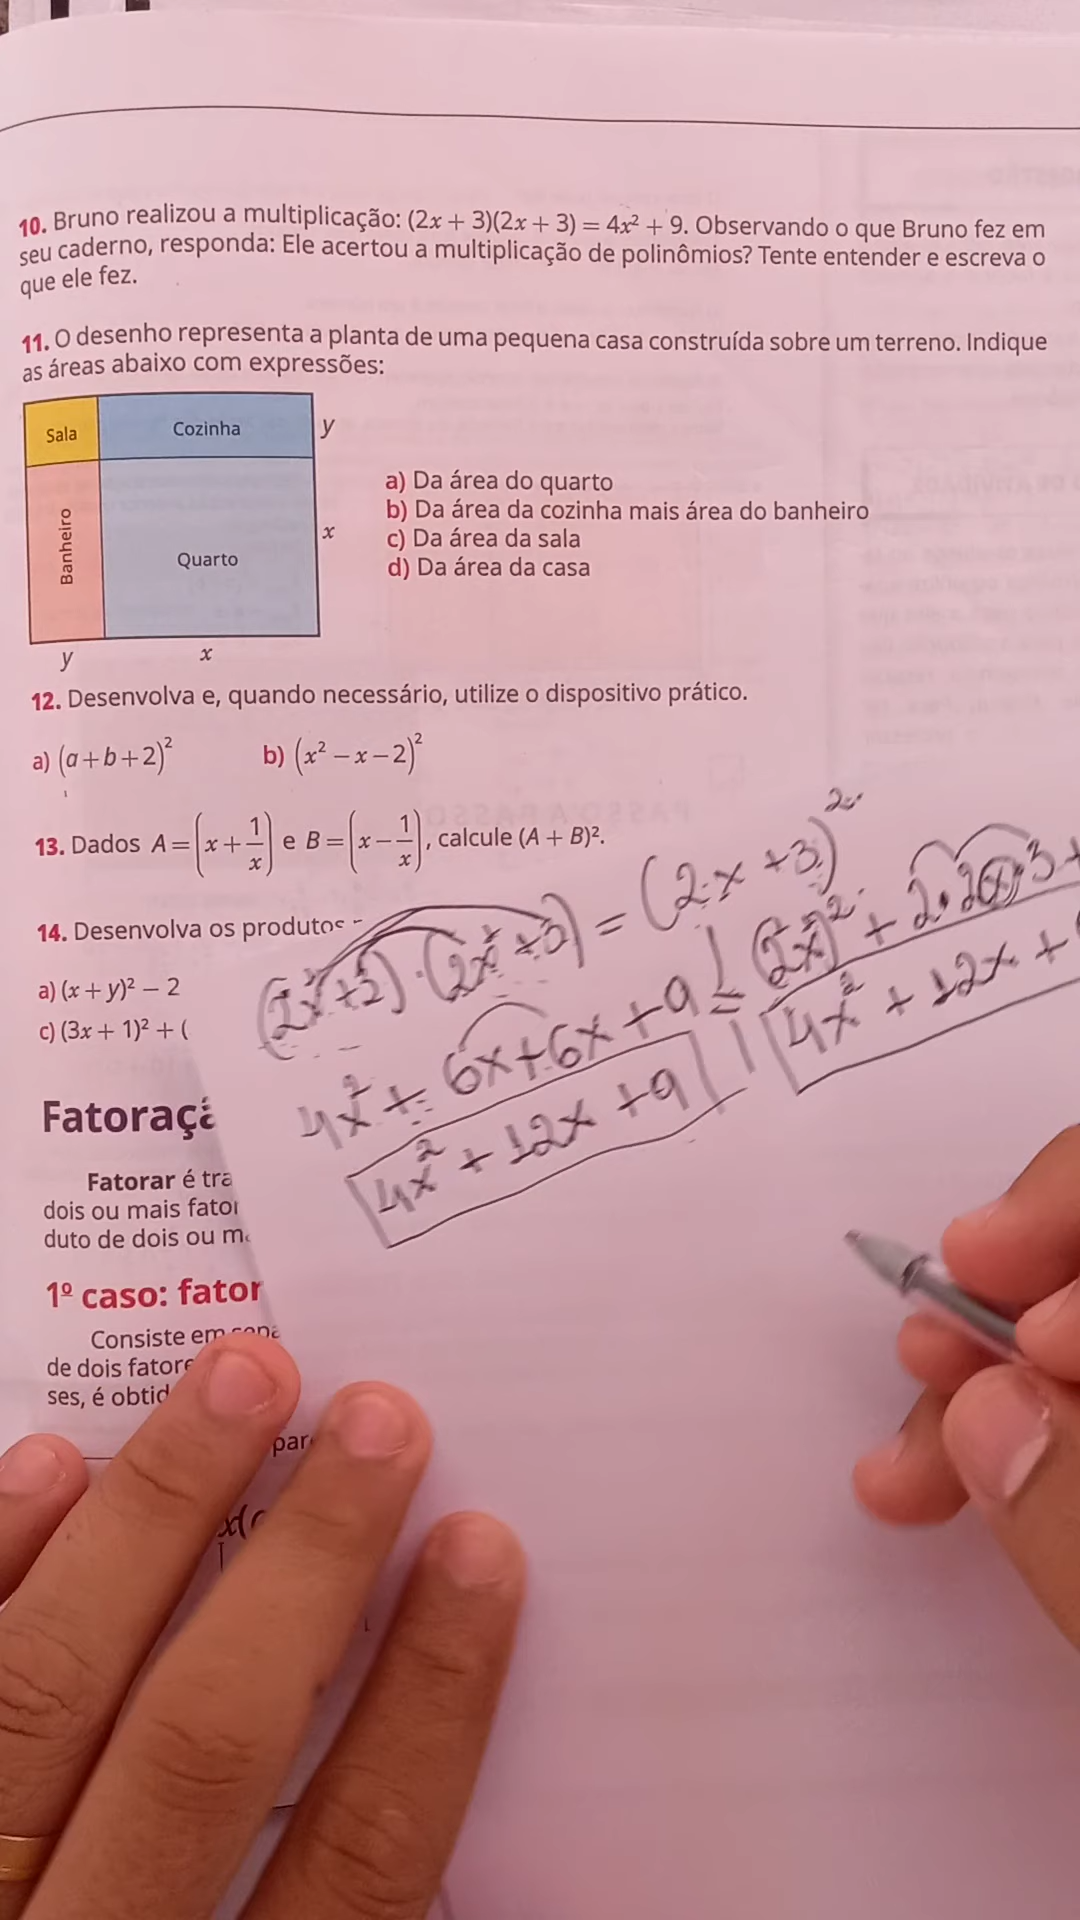 10. Bruno realizou a multiplicação: (2x + 3)(2x + 3) = 4x² + 9. Observando o que Bruno fez em
seu caderno, responda: Ele acertou a multiplicação de polinômios? Tente entender e escreva o
que ele fez.
11. O desenho representa a planta de uma pequena casa construída sobre um terreno. Indique
as áreas abaixo com expressões:
Sala
Cozinha
y
Banheiro
Quarto
x
y
x
a) Da área do quarto
b) Da área da cozinha mais área do banheiro
c) Da área da sala
d) Da área da casa
12. Desenvolva e, quando necessário, utilize o dispositivo prático.
a) (a+b+2)²
b) (x² – x – 2)²
13. Dados A = (x + 1/x) e B = (x – 1/x), calcule (A + B)².
14. Desenvolva os produtos
a) (x + y)² – 2
c) (3x + 1)² + (
(2x+3)·(2x+3) = (2x+3)²
4x² + 6x + 6x + 9 = (2x)² + 2·2x·3 +
4x² + 12x + 9
4x² + 12x +
Fatoraçã
Fatorar é tra
dois ou mais fator
duto de dois ou m
1º caso: fator
Consiste em
de dois fatore
ses, é obtid
par
x(